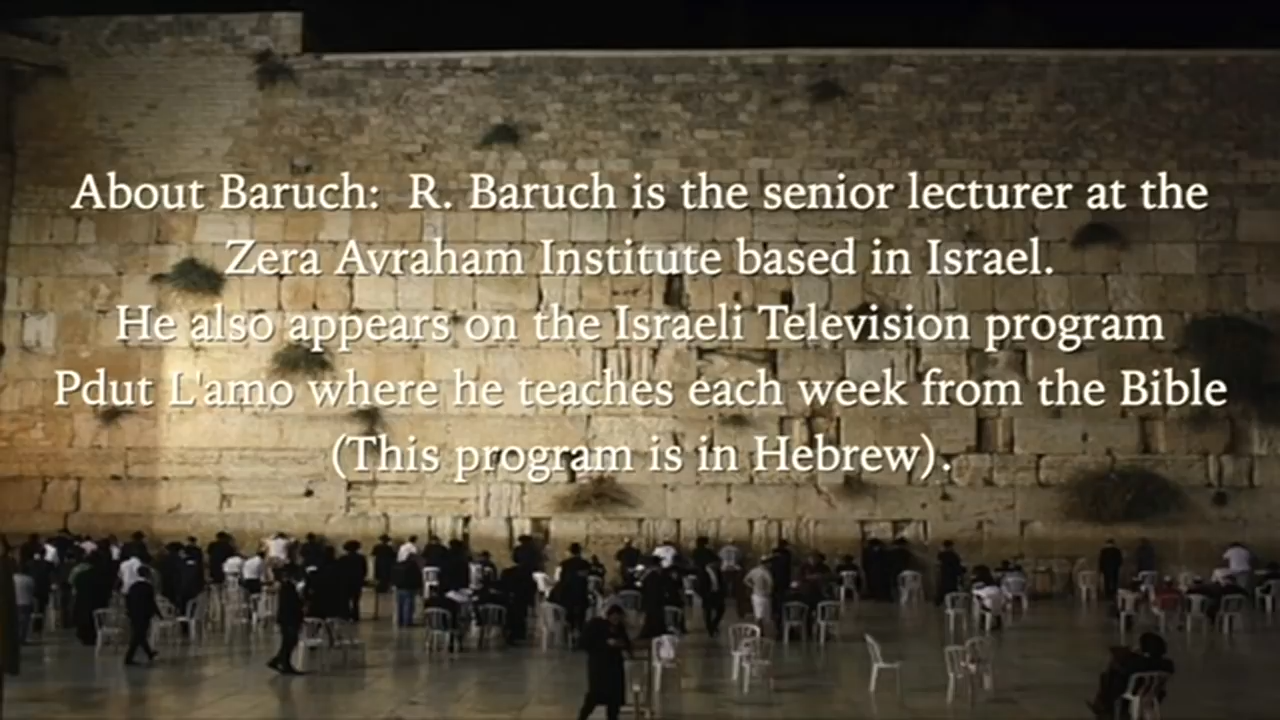 About Baruch:  R. Baruch is the senior lecturer at the
Zera Avraham Institute based in Israel.
He also appears on the Israeli Television program
Pdut L'amo where he teaches each week from the Bible
(This program is in Hebrew).